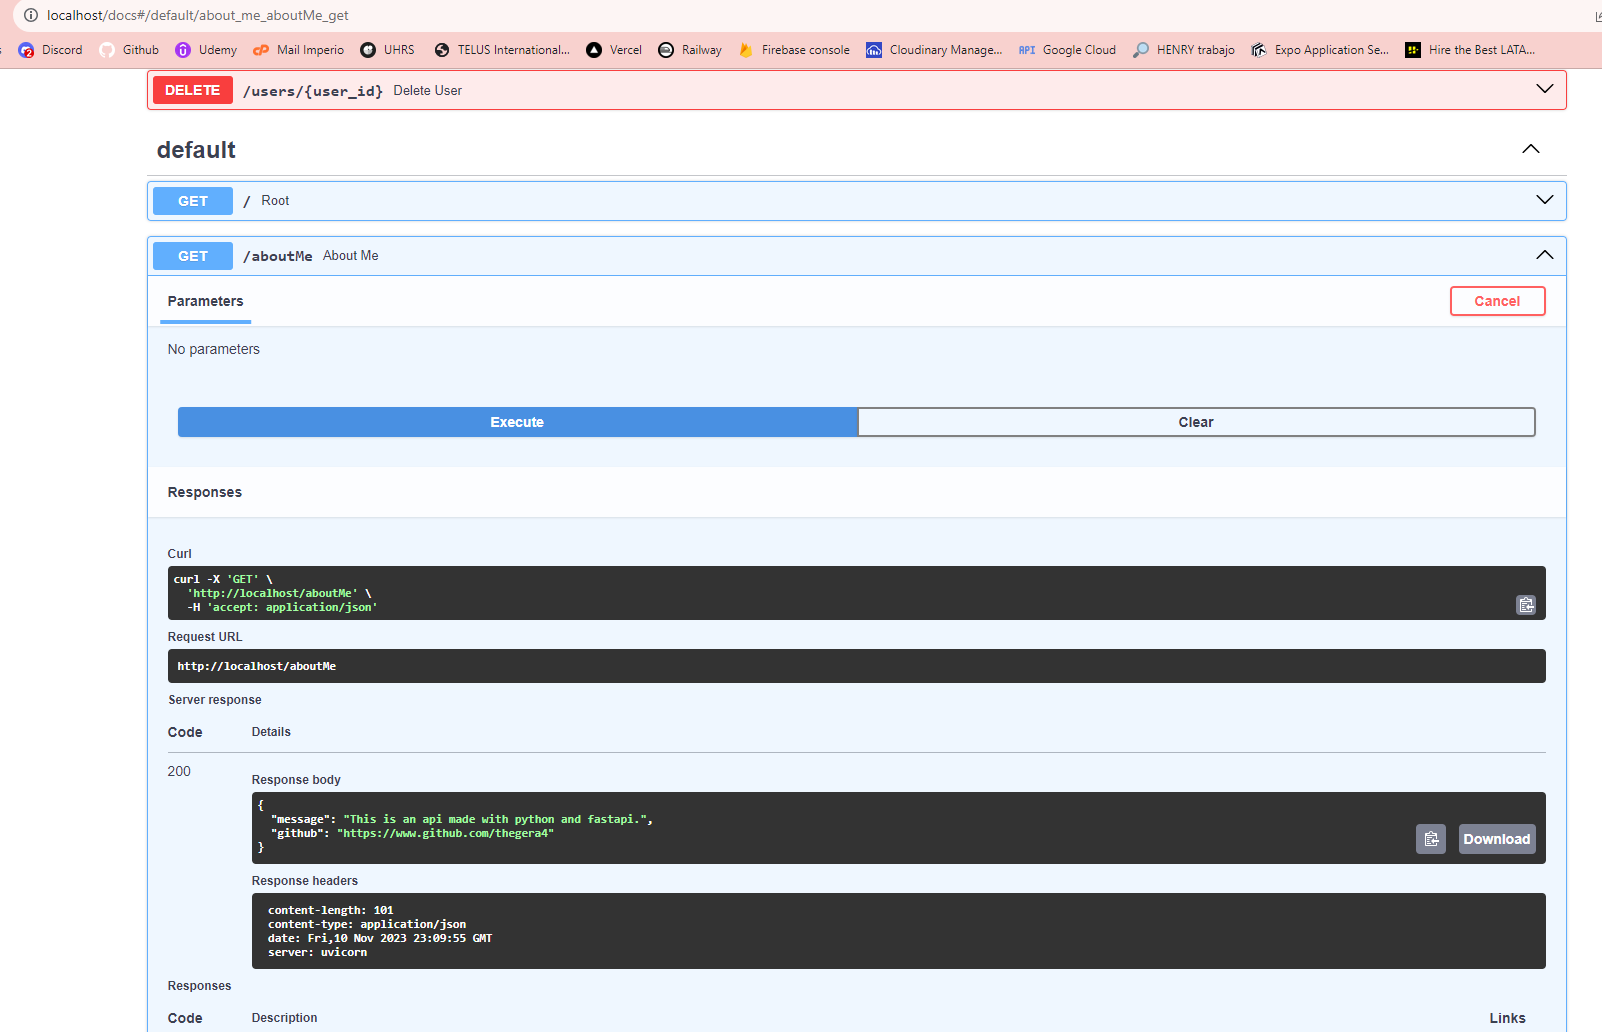 localhost/docs#/default/about_me_aboutMe_get
Discord Github Udemy Mail Imperio UHRS TELUS International... Vercel Railway Firebase console Cloudinary Manage... API Google Cloud HENRY trabajo Expo Application Se... Hire the Best LATA...
DELETE /users/{user_id} Delete User
default
GET / Root
GET /aboutMe About Me
Parameters Cancel
No parameters
Execute Clear
Responses
Curl
curl -X 'GET' \
'http://localhost/aboutMe' \
-H 'accept: application/json'
Request URL
http://localhost/aboutMe
Server response
Code Details
200
Response body
{
"message": "This is an api made with python and fastapi.",
"github": "https://www.github.com/thegera4"
}
Download
Response headers
content-length: 101
content-type: application/json
date: Fri,10 Nov 2023 23:09:55 GMT
server: uvicorn
Responses
Code Description Links